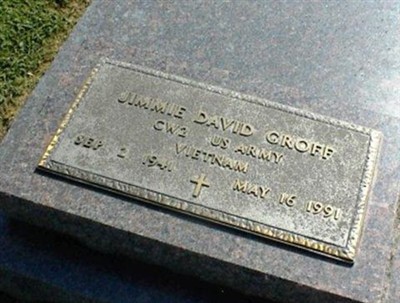 JIMMIE DAVID GROFF
CW2 US ARMY
VIETNAM
SEP 2 1941 MAY 16 1991